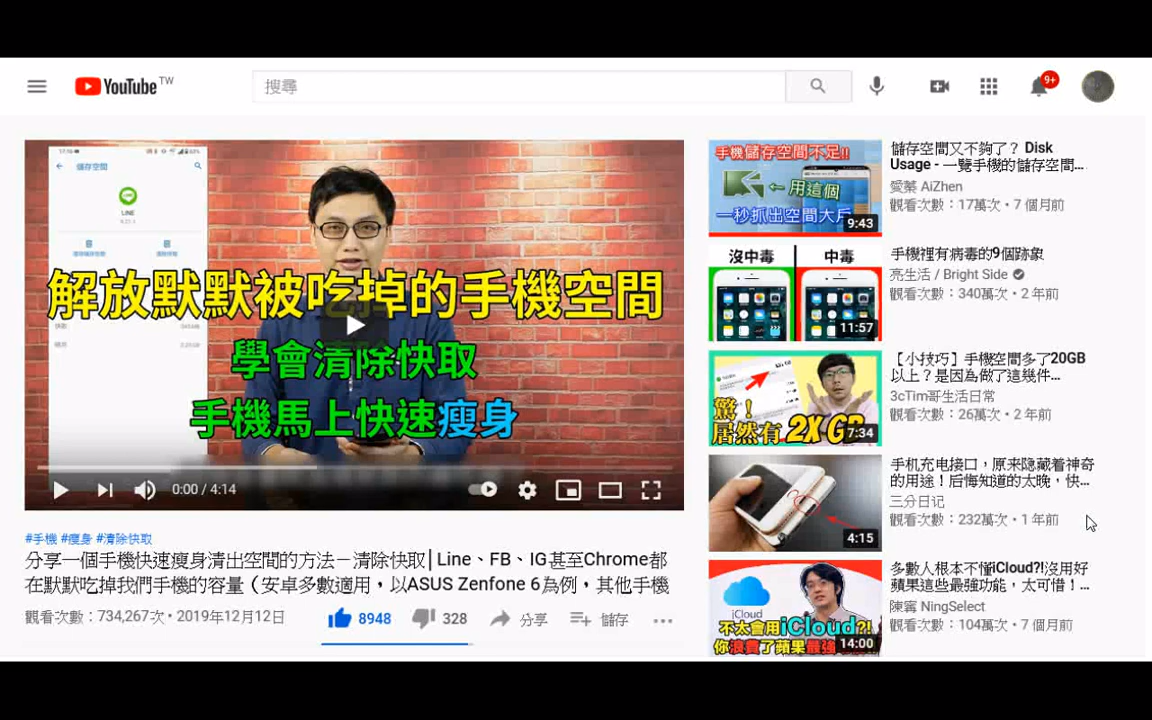 YouTube TW
搜尋
9+
儲存空間
LINE
解放默默被吃掉的手機空間
學會清除快取
手機馬上快速瘦身
0:00 / 4:14
#手機 #瘦身 #清除快取
分享一個手機快速瘦身清出空間的方法－清除快取│Line、FB、IG甚至Chrome都
在默默吃掉我們手機的容量（安卓多數適用，以ASUS Zenfone 6為例，其他手機
觀看次數：734,267次・2019年12月12日
8948
328
分享
儲存
手機儲存空間不足!!
用這個
一秒抓出空間大戶
9:43
儲存空間又不夠了？ Disk
Usage - 一覽手機的儲存空間...
愛蓁 AiZhen
觀看次數：17萬次・7 個月前
沒中毒
中毒
11:57
手機裡有病毒的9個跡象
亮生活 / Bright Side
觀看次數：340萬次・2 年前
驚！
居然有 2X GB
7:34
【小技巧】手機空間多了20GB
以上？是因為做了這幾件...
3cTim哥生活日常
觀看次數：26萬次・2 年前
4:15
手机充电接口，原来隐藏着神奇
的用途！后悔知道的太晚，快...
三分日记
觀看次數：232萬次・1 年前
iCloud
不太會用iCloud?!
你浪費了蘋果最強
14:00
多數人根本不懂iCloud?!沒用好
蘋果這些最強功能，太可惜！...
陳寗 NingSelect
觀看次數：104萬次・7 個月前